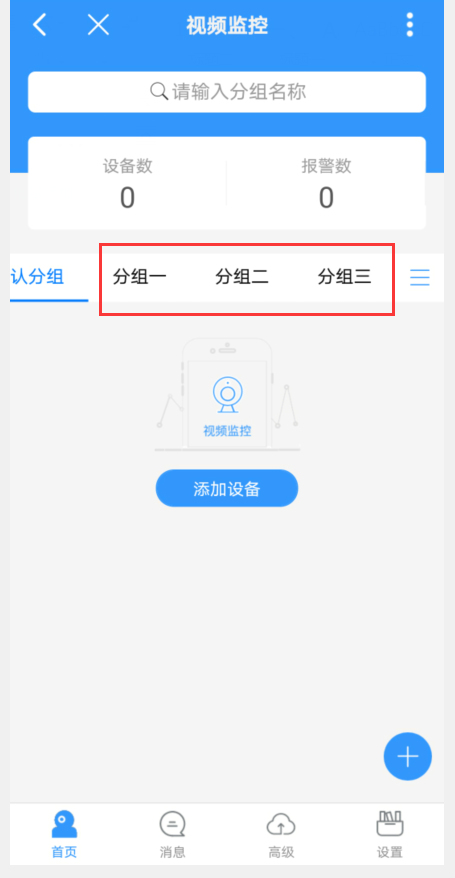 视频监控
请输入分组名称
设备数 报警数
0 0
认分组 分组一 分组二 分组三
视频监控
添加设备
首页 消息 高级 设置